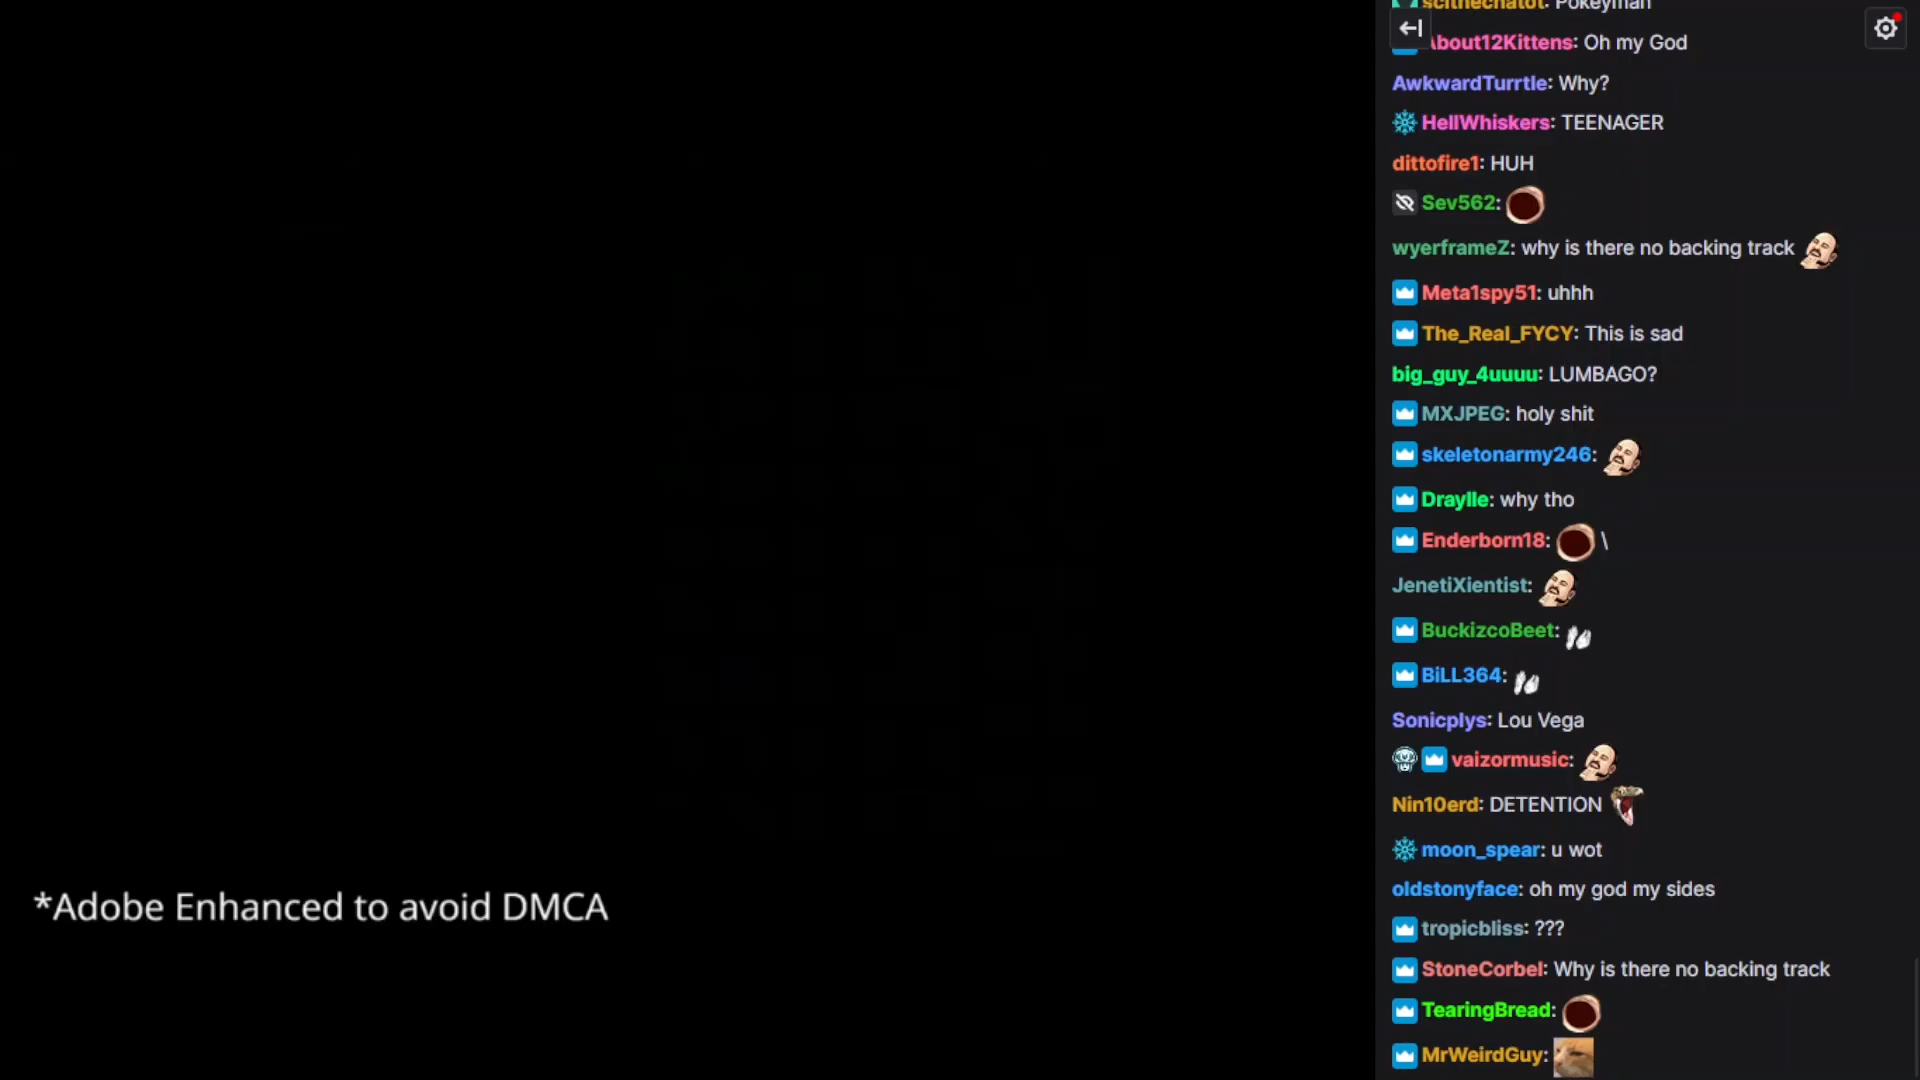 scithechatot: Pokeyman
About12Kittens: Oh my God
AwkwardTurrtle: Why?
HellWhiskers: TEENAGER
dittofire1: HUH
Sev562:
wyerframeZ: why is there no backing track
Meta1spy51: uhhh
The_Real_FYCY: This is sad
big_guy_4uuuu: LUMBAGO?
MXJPEG: holy shit
skeletonarmy246:
Draylle: why tho
Enderborn18: \
JenetiXientist:
BuckizcoBeet:
BiLL364:
Sonicplys: Lou Vega
vaizormusic:
Nin10erd: DETENTION
moon_spear: u wot
oldstonyface: oh my god my sides
tropicbliss: ???
StoneCorbel: Why is there no backing track
TearingBread:
MrWeirdGuy:
*Adobe Enhanced to avoid DMCA